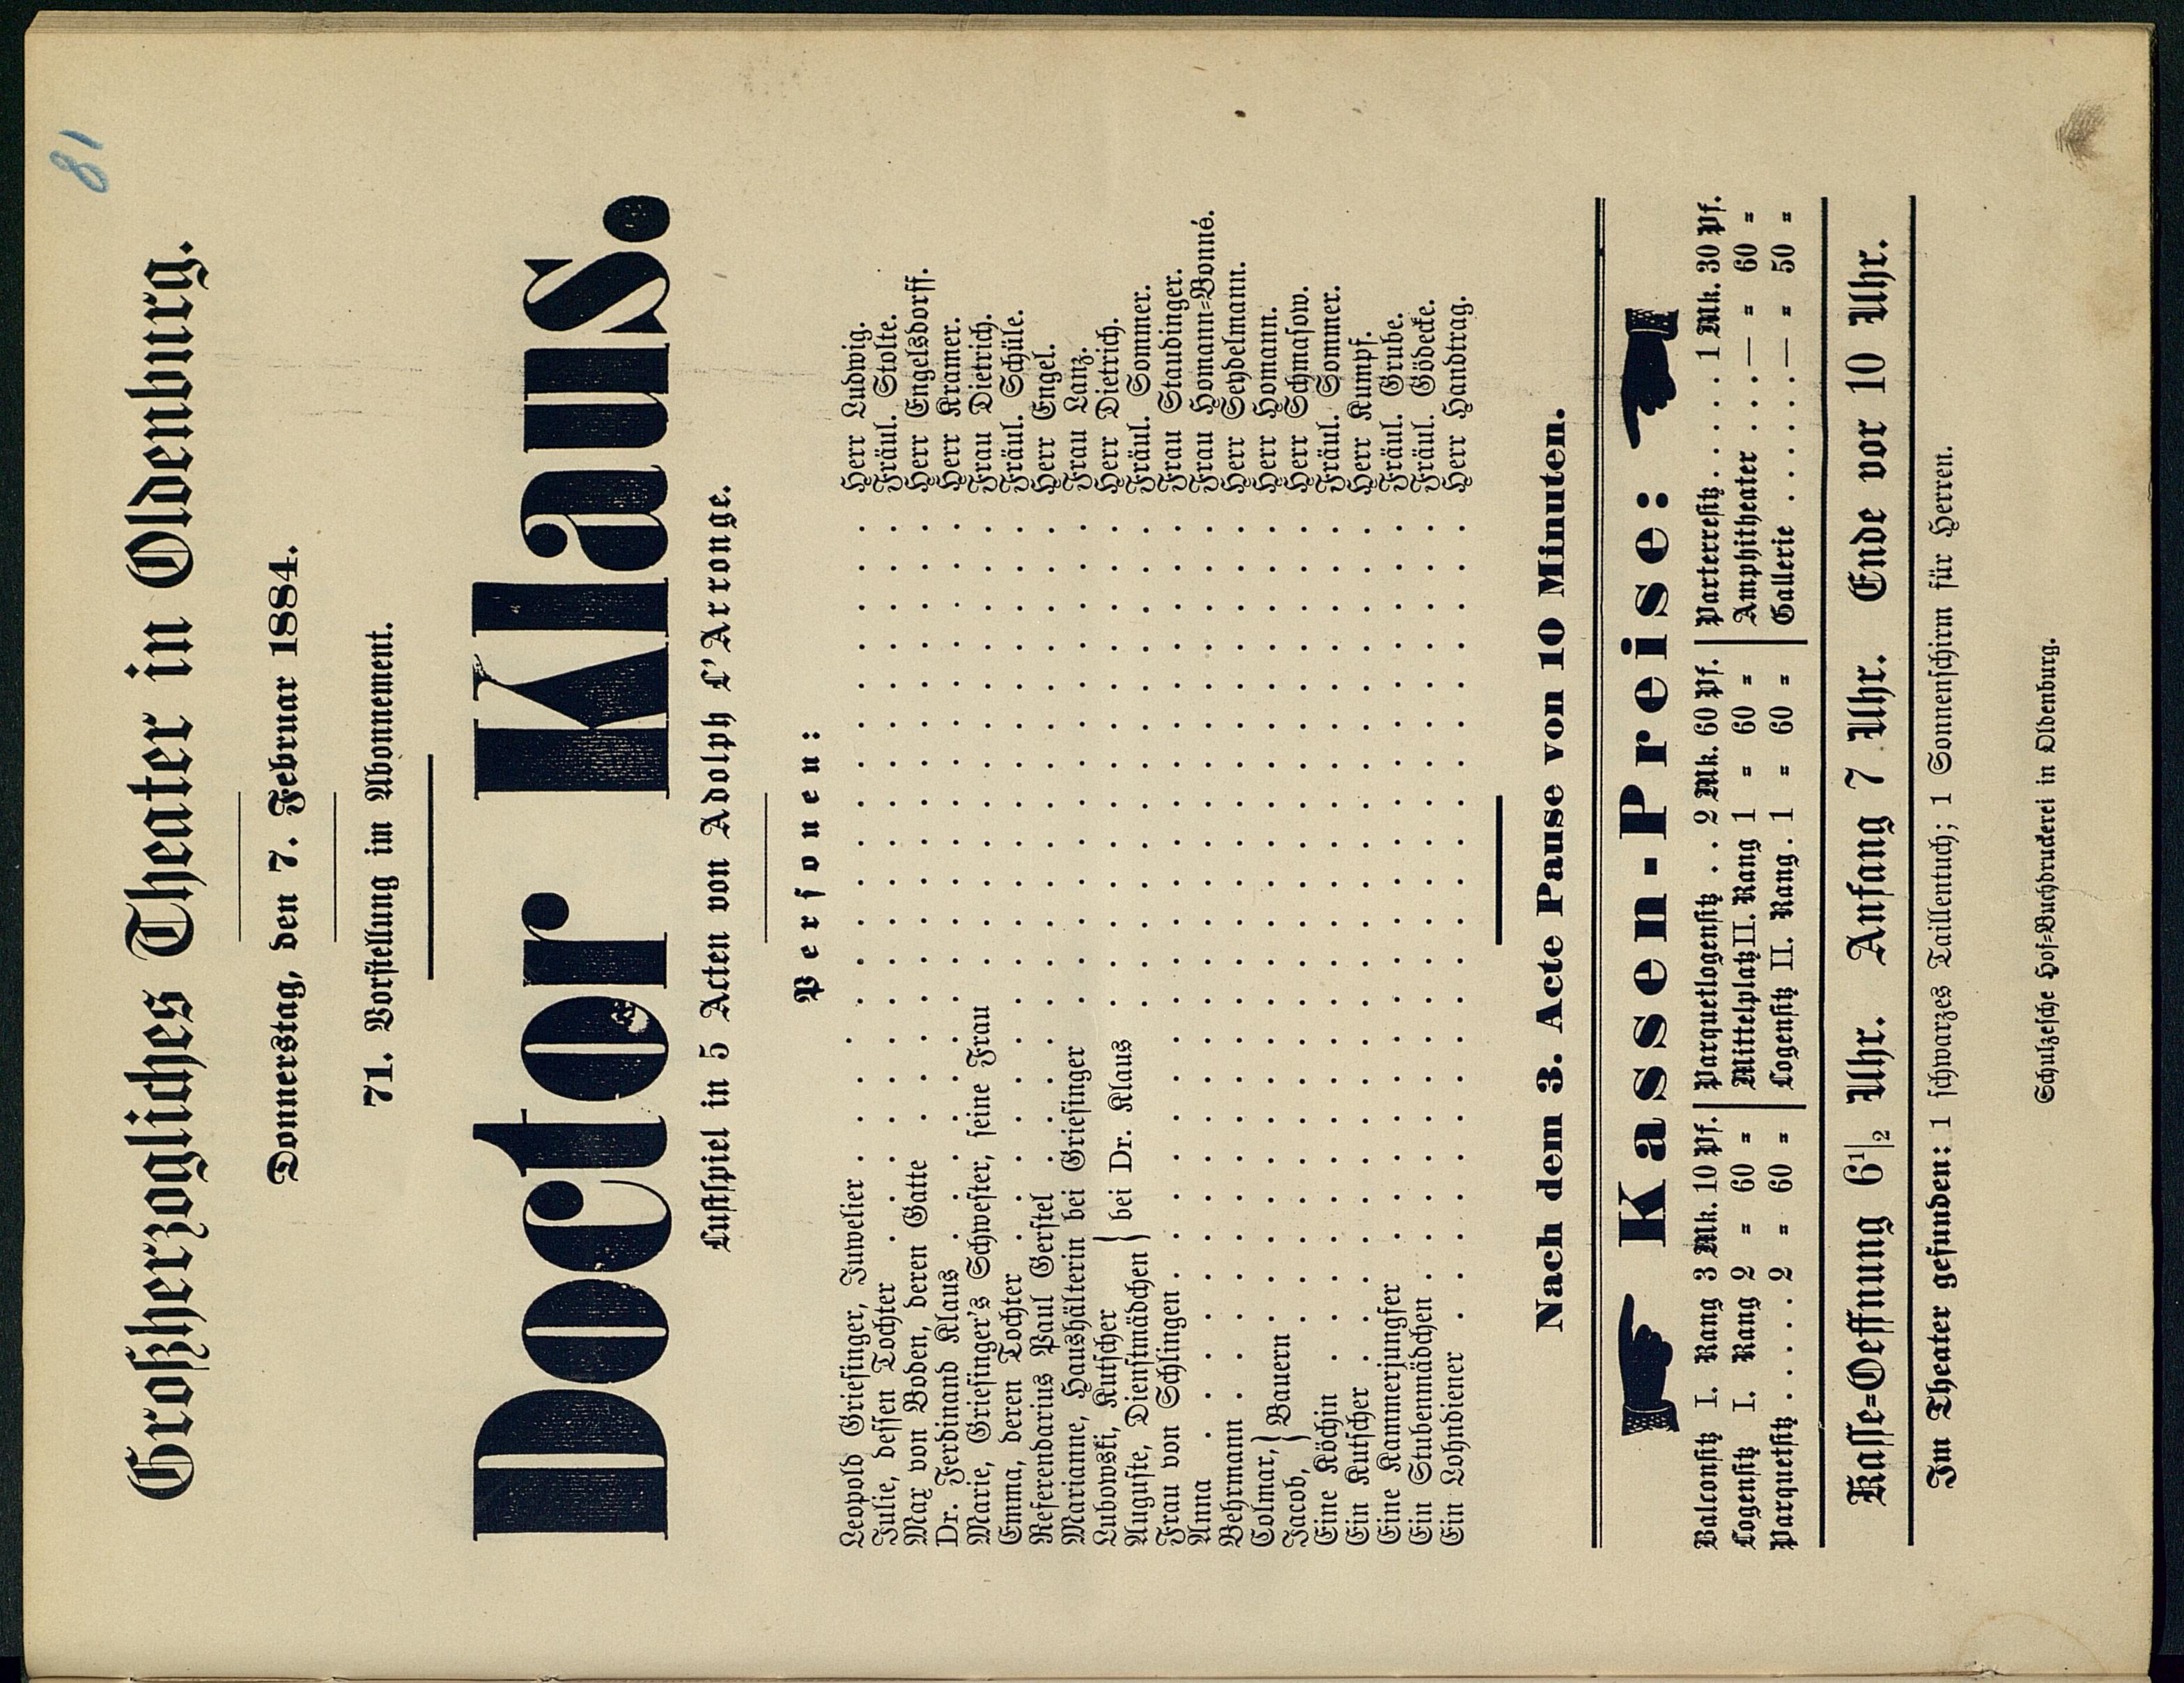 81
Großherzogliches Theater in Oldenburg.
Donnerstag, den 7. Februar 1884.
71. Vorstellung im Abonnement.
Doctor Klaus.
Lustspiel in 5 Acten von Adolph L'Arronge.
Personen:
Leopold Griesinger, Juwelier . . . . . . . . . . . . . . . . . Herr Ludwig.
Julie, dessen Tochter . . . . . . . . . . . . . . . . . Fräul. Stolte.
Max von Boden, deren Gatte . . . . . . . . . . . . . . . . Herr Engelsdorff.
Dr. Ferdinand Klaus . . . . . . . . . . . . . . . . . Herr Kramer.
Marie, Griesinger's Schwester, seine Frau . . . . . . . . . . . . . Frau Dietrich.
Emma, deren Tochter . . . . . . . . . . . . . . . . . Fräul. Schüle.
Referendarius Paul Gerstel . . . . . . . . . . . . . . . . . Herr Engel.
Marianne, Haushälterin bei Griesinger . . . . . . . . . . . . . Frau Lanz.
Lubowski, Kutscher } bei Dr. Klaus . . . . . . . . . . . . . Herr Dietrich.
Auguste, Dienstmädchen } . . . . . . . . . . . . . Fräul. Sommer.
Frau von Schlingen . . . . . . . . . . . . . . . . . . . . Frau Staudinger.
Anna . . . . . . . . . . . . . . . . . . . . . . . . Frau Homann-Bonné.
Behrmann . . . . . . . . . . . . . . . . . . . . . . . Herr Seydelmann.
Colmar, } Bauern . . . . . . . . . . . . . . . . . . . . . Herr Homann.
Jacob, } . . . . . . . . . . . . . . . . . . . . . Herr Schmasow.
Eine Köchin . . . . . . . . . . . . . . . . . . . . . . Fräul. Sommer.
Ein Kutscher . . . . . . . . . . . . . . . . . . . . . . Herr Kumpf.
Eine Kammerjungfer . . . . . . . . . . . . . . . . . . . . Fräul. Grube.
Ein Stubenmädchen . . . . . . . . . . . . . . . . . . . . Fräul. Gödecke.
Ein Lohndiener . . . . . . . . . . . . . . . . . . . . . Herr Handtrag.
Nach dem 3. Acte Pause von 10 Minuten.
Kassen-Preise:
Balconsitz I. Rang 3 Mk. 10 Pf. | Parquetlogensitz . . 2 Mk. 60 Pf. | Parterresitz . . . . 1 Mk. 30 Pf.
Logensitz I. Rang 2 = 60 = | Mittelplatz II. Rang 1 = 60 = | Amphitheater . . . — = 60 =
Parquetsitz . . . . . 2 = 60 = | Logensitz II. Rang . 1 = 60 = | Gallerie . . . . . . — = 50 =
Kasse-Oeffnung 6 1/2 Uhr. Anfang 7 Uhr. Ende vor 10 Uhr.
Im Theater gefunden: 1 schwarzes Taillentuch; 1 Sonnenschirm für Herren.
Schulzesche Hof-Buchdruckerei in Oldenburg.